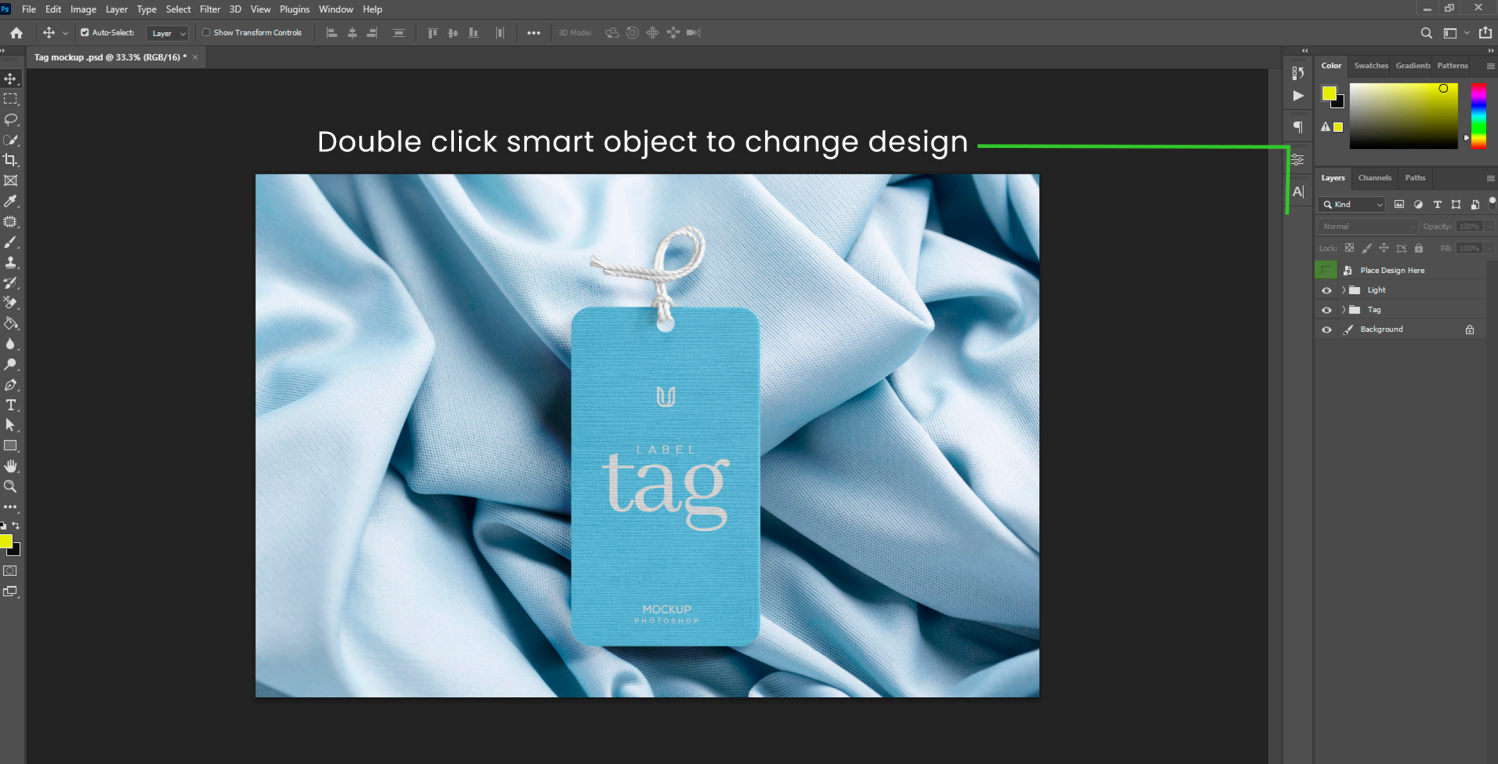 Ps File Edit Image Layer Type Select Filter 3D View Plugins Window Help
Auto-Select: Layer Show Transform Controls 3D Mode:
Tag mockup .psd @ 33.3% (RGB/16) *
Double click smart object to change design
LABEL
tag
MOCKUP
PHOTOSHOP
Color Swatches Gradients Patterns
Layers Channels Paths
Kind
Normal Opacity: 100%
Lock: Fill: 100%
Place Design Here
Light
Tag
Background